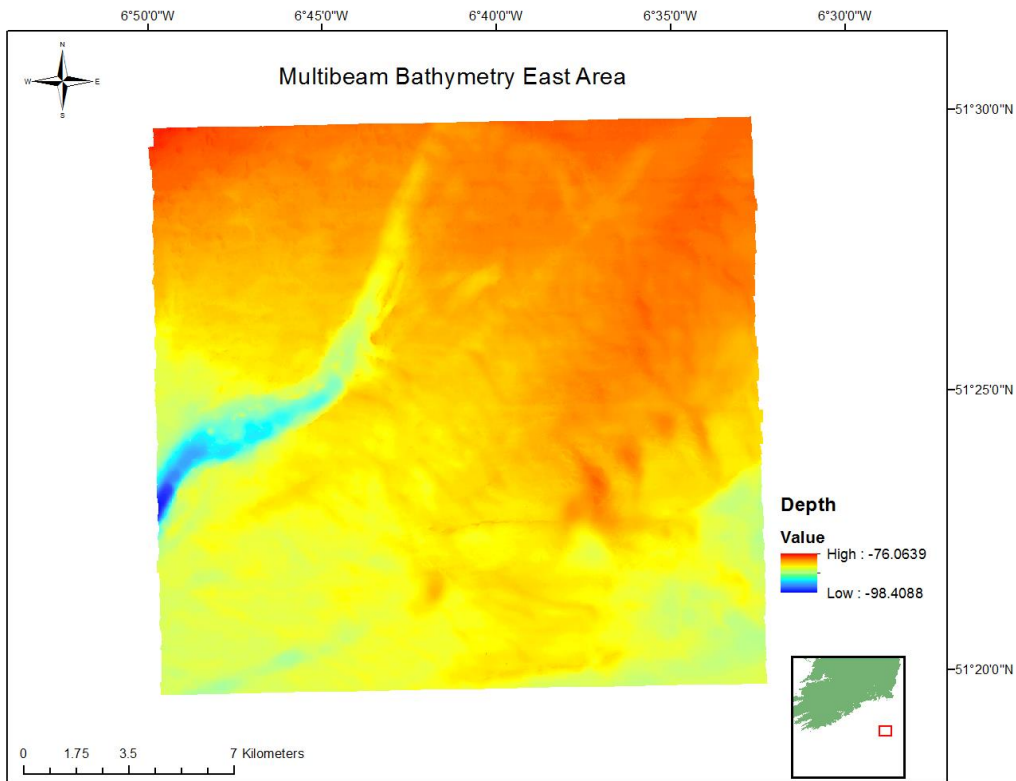 6°50'0"W 6°45'0"W 6°40'0"W 6°35'0"W 6°30'0"W
N
W E
S
Multibeam Bathymetry East Area
51°30'0"N
51°25'0"N
Depth
Value
High : -76.0639
Low : -98.4088
51°20'0"N
0 1.75 3.5 7 Kilometers